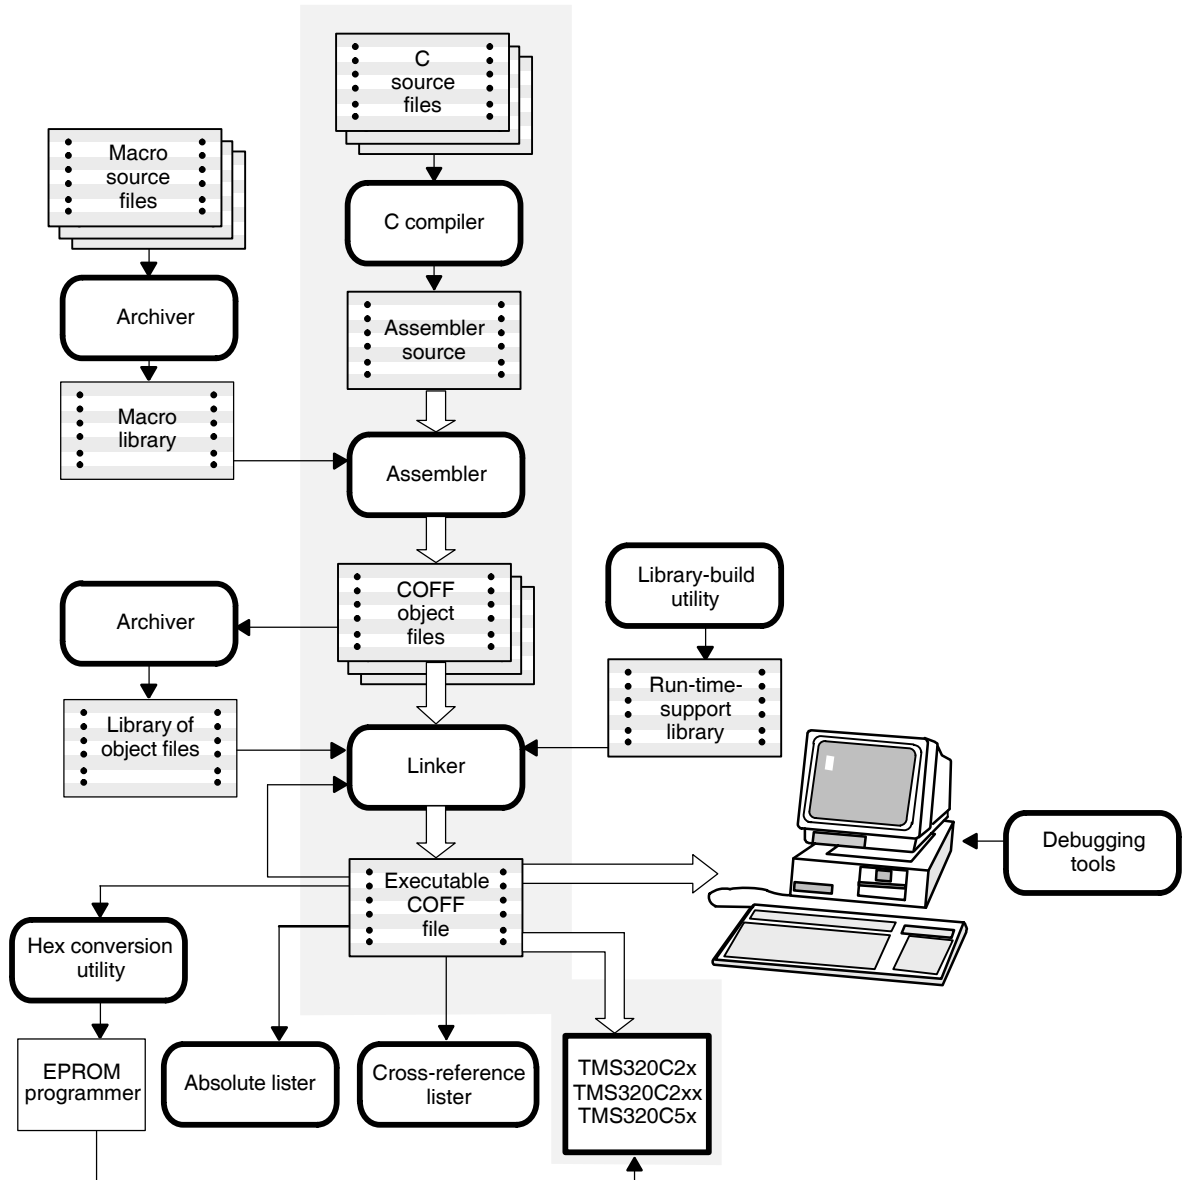 C
source
files
Macro
source
files
C compiler
Archiver
Assembler
source
Macro
library
Assembler
Library-build
utility
COFF
object
files
Archiver
Run-time-
support
library
Library of
object files
Linker
Debugging
tools
Executable
COFF
file
Hex conversion
utility
EPROM
programmer
Absolute lister
Cross-reference
lister
TMS320C2x
TMS320C2xx
TMS320C5x